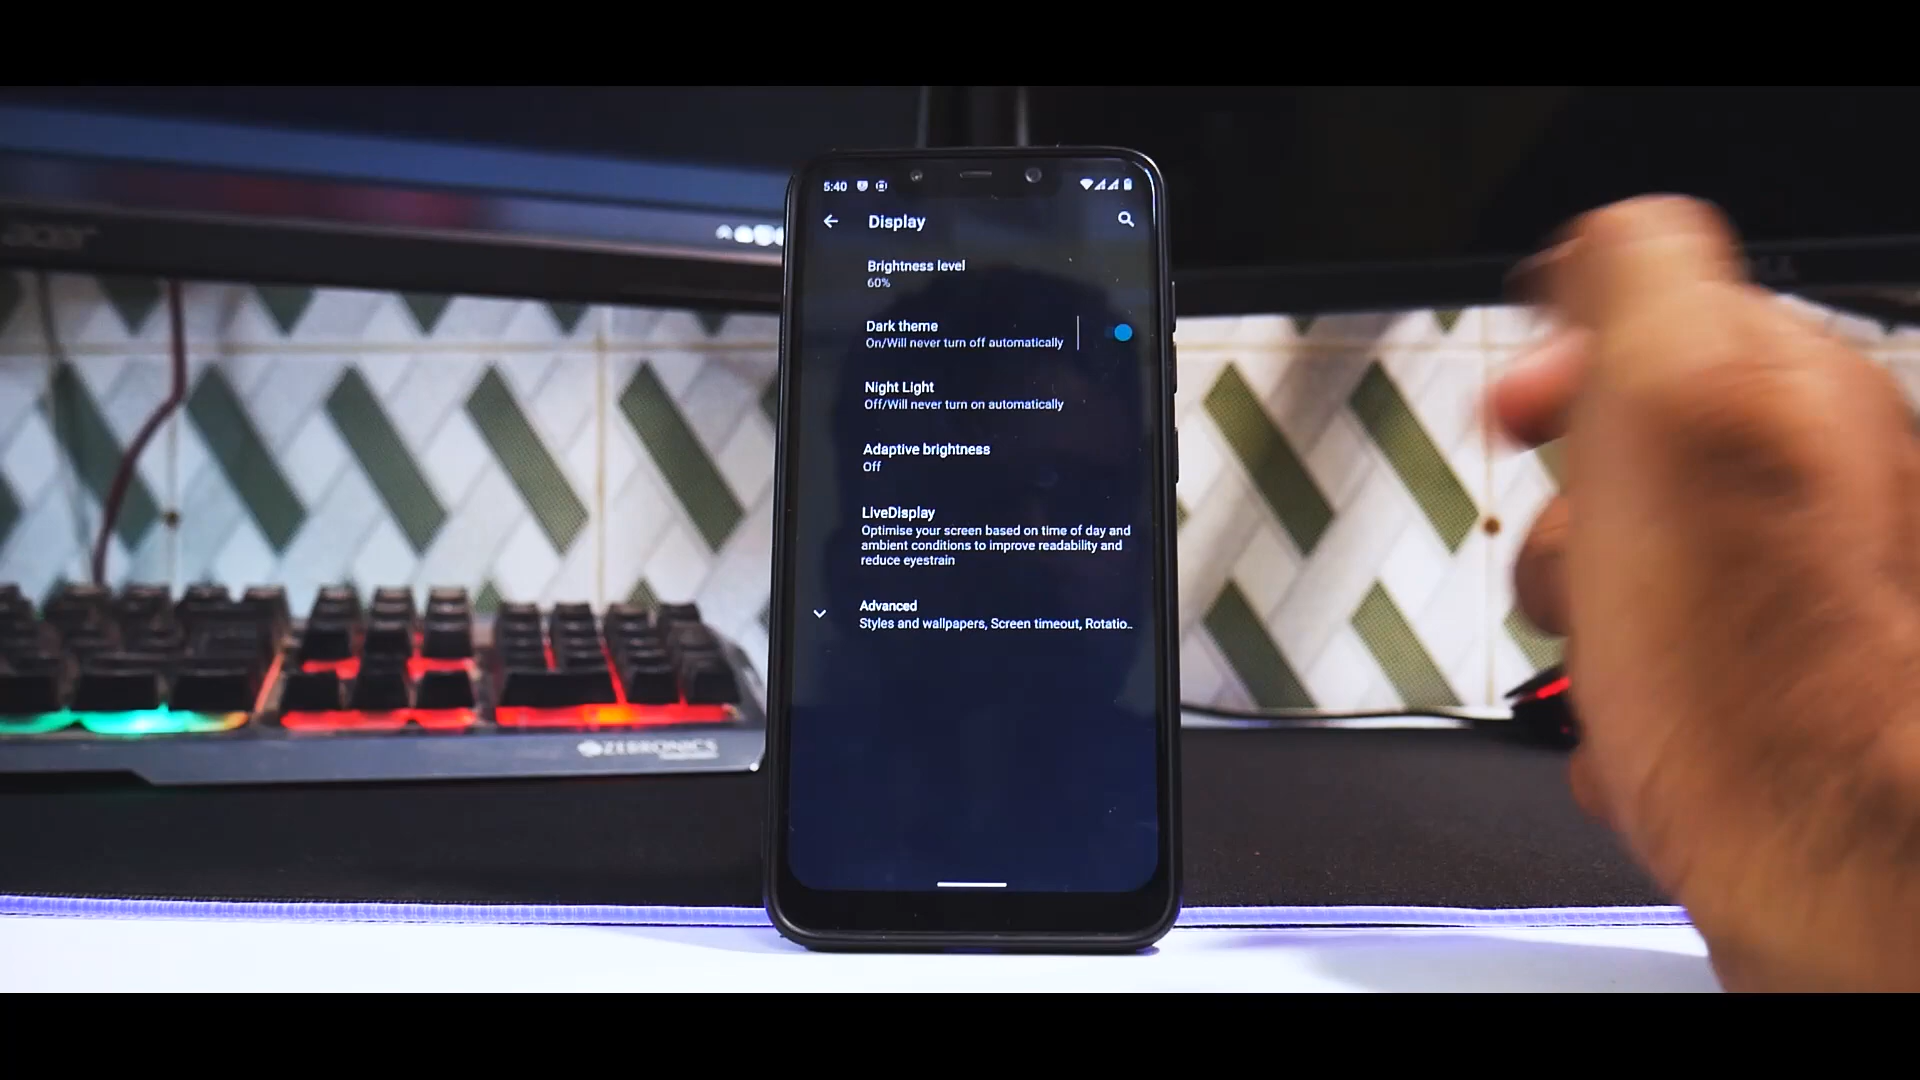 acer
5:40
Display
Brightness level
60%
Dark theme
On/Will never turn off automatically
Night Light
Off/Will never turn on automatically
Adaptive brightness
Off
LiveDisplay
Optimise your screen based on time of day and
ambient conditions to improve readability and
reduce eyestrain
Advanced
Styles and wallpapers, Screen timeout, Rotatio..
ZEBRONICS